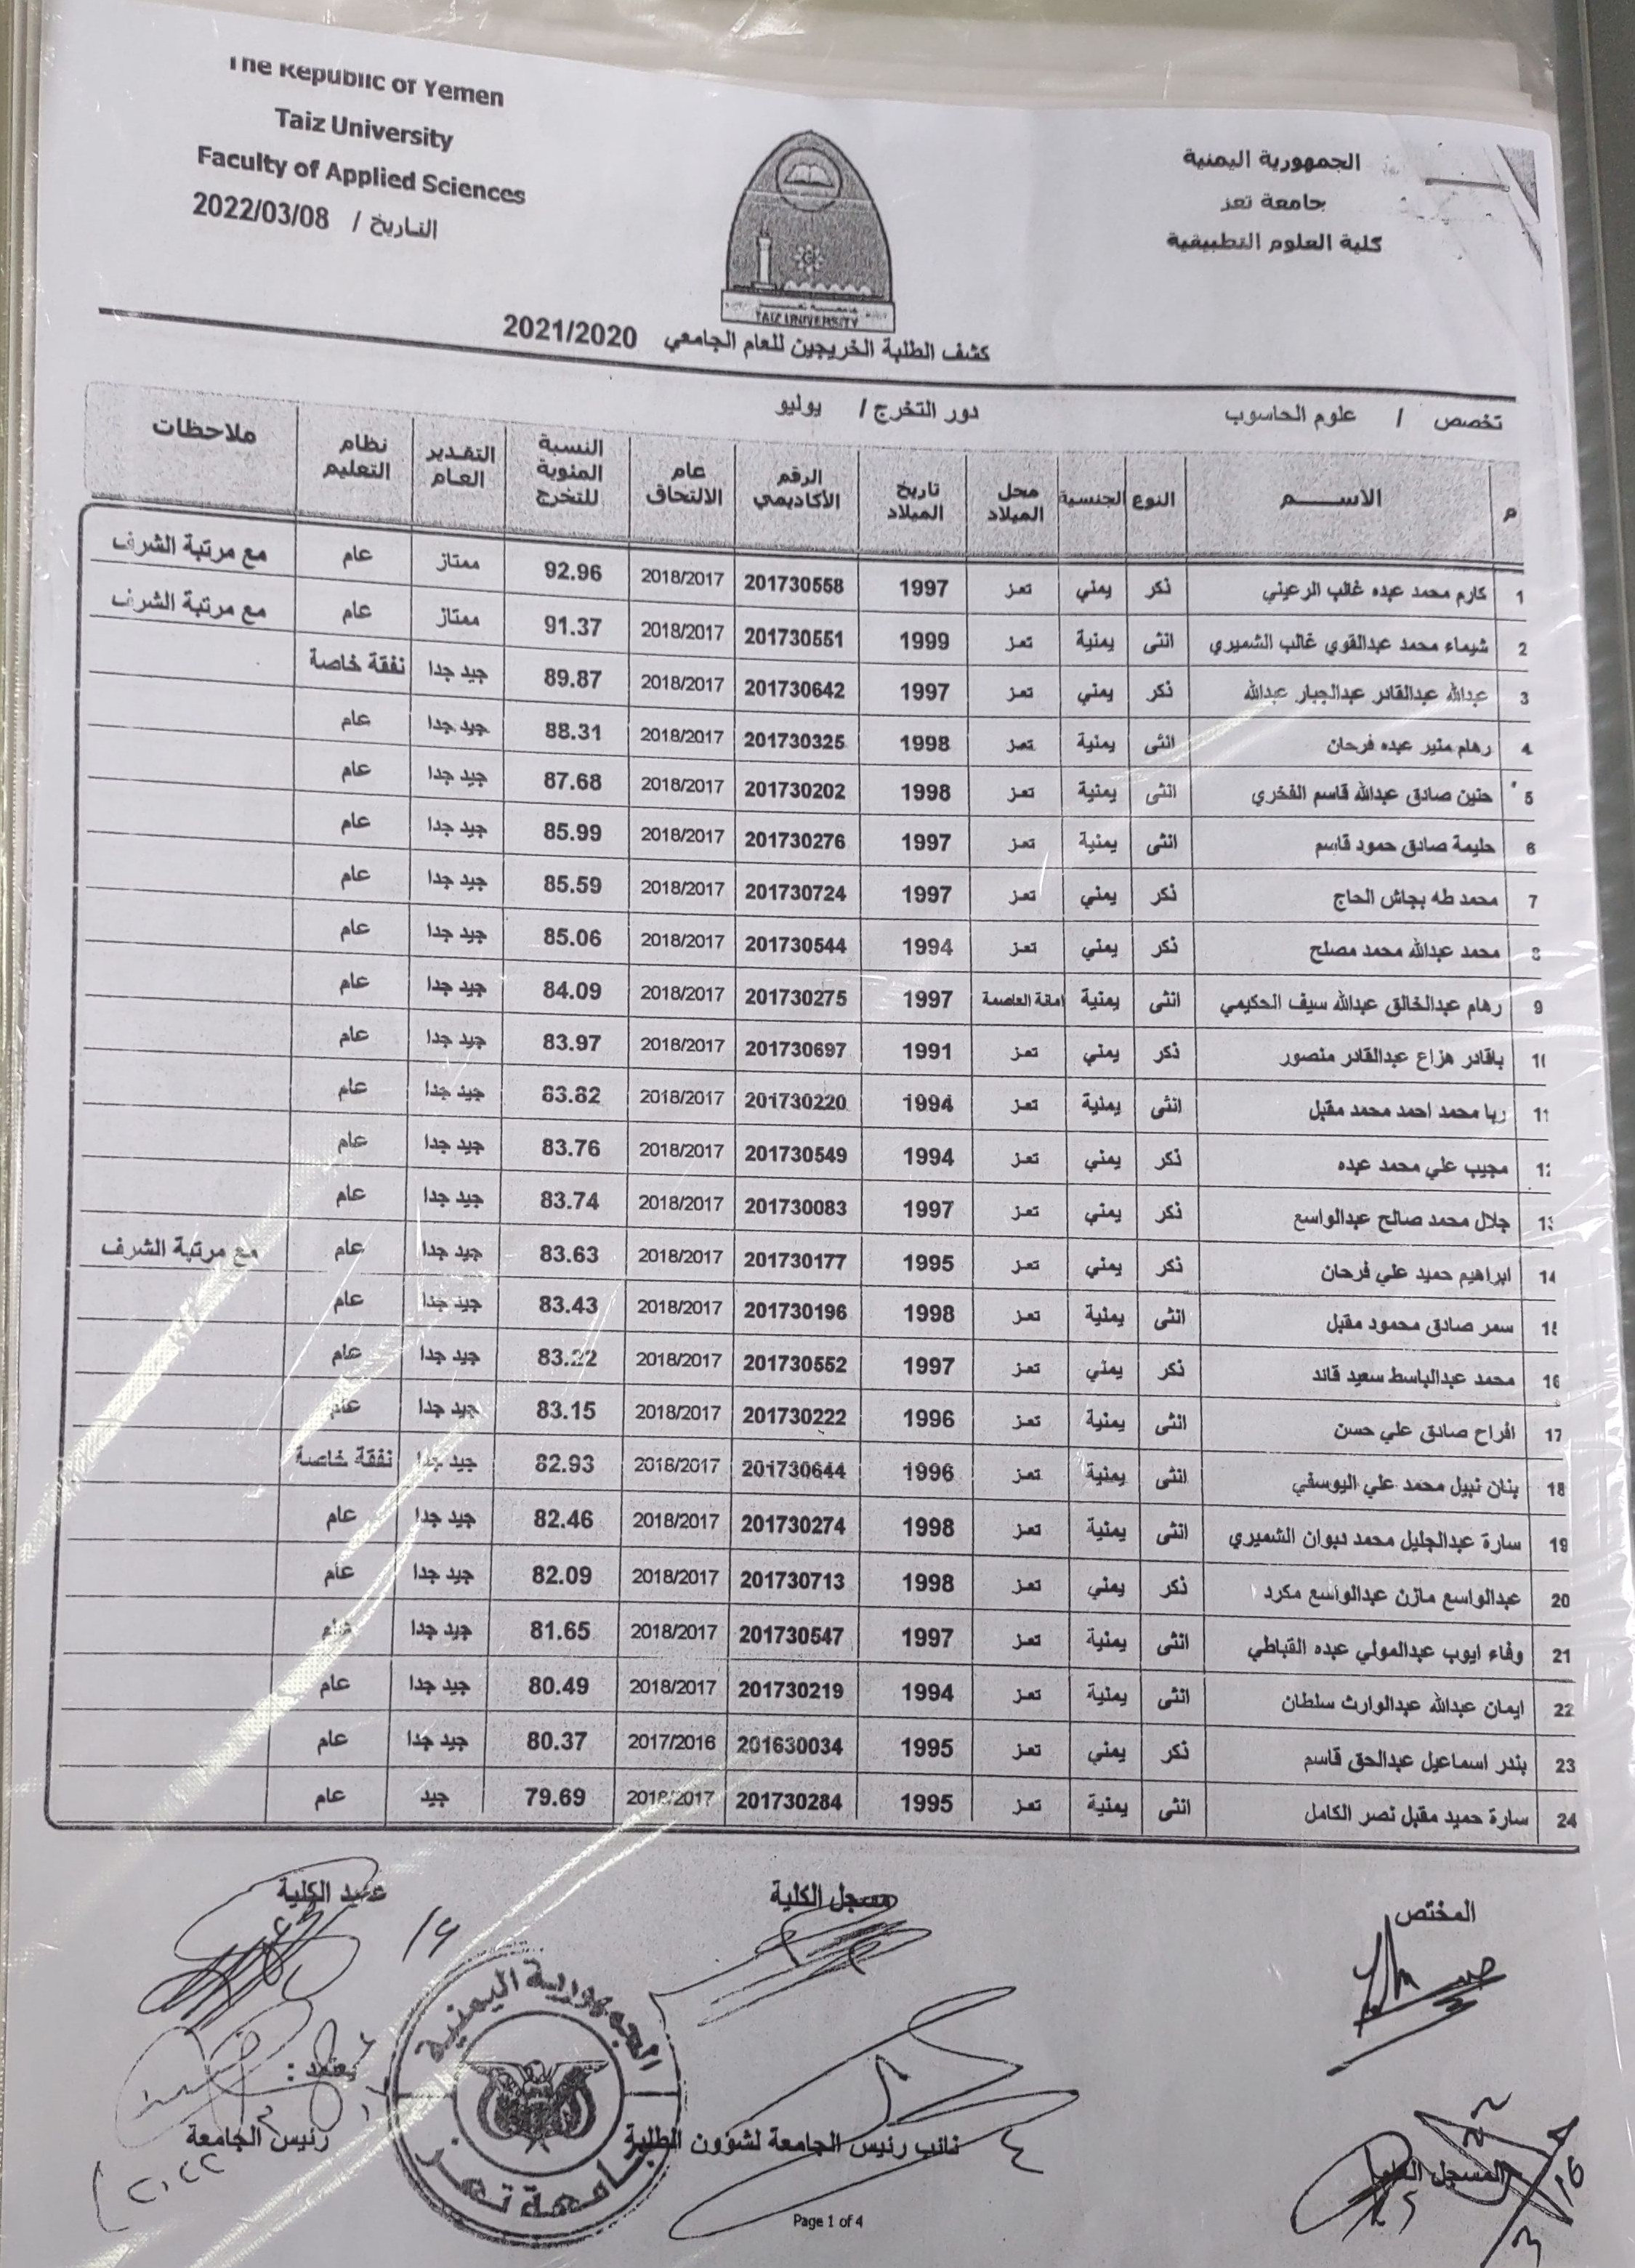 The Republic of Yemen
Taiz University
Faculty of Applied Sciences
التاريخ / 2022/03/08
الجمهورية اليمنية
جامعة تعز
كلية العلوم التطبيقية
TAIZ UNIVERSITY
كشف الطلبة الخريجين للعام الجامعي 2021/2020
تخصص / علوم الحاسوب دور التخرج / يوليو
م الاســـــم النوع الجنسية محل الميلاد تاريخ الميلاد الرقم الأكاديمي عام الالتحاق النسبة المئوية للتخرج التقدير العام نظام التعليم ملاحظات
1 كارم محمد عبده غالب الرعيني ذكر يمني تعز 1997 201730558 2018/2017 92.96 ممتاز عام مع مرتبة الشرف
2 شيماء محمد عبدالقوي غالب الشميري انثى يمنية تعز 1999 201730551 2018/2017 91.37 ممتاز عام مع مرتبة الشرف
3 عبدالله عبدالقادر عبدالجبار عبدالله ذكر يمني تعز 1997 201730642 2018/2017 89.87 جيد جدا نفقة خاصة
4 رهام منير عبده فرحان انثى يمنية تعز 1998 201730325 2018/2017 88.31 جيد جدا عام
5 حنين صادق عبدالله قاسم الفخري انثى يمنية تعز 1998 201730202 2018/2017 87.68 جيد جدا عام
6 حليمة صادق حمود قاسم انثى يمنية تعز 1997 201730276 2018/2017 85.99 جيد جدا عام
7 محمد طه بجاش الحاج ذكر يمني تعز 1997 201730724 2018/2017 85.59 جيد جدا عام
8 محمد عبدالله محمد مصلح ذكر يمني تعز 1994 201730544 2018/2017 85.06 جيد جدا عام
9 رهام عبدالخالق عبدالله سيف الحكيمي انثى يمنية امانة العاصمة 1997 201730275 2018/2017 84.09 جيد جدا عام
10 باقادر هزاع عبدالقادر منصور ذكر يمني تعز 1991 201730697 2018/2017 83.97 جيد جدا عام
11 ربا محمد احمد محمد مقبل انثى يمنية تعز 1994 201730220 2018/2017 83.82 جيد جدا عام
12 مجيب علي محمد عبده ذكر يمني تعز 1994 201730549 2018/2017 83.76 جيد جدا عام
13 جلال محمد صالح عبدالواسع ذكر يمني تعز 1997 201730083 2018/2017 83.74 جيد جدا عام
14 ابراهيم حميد علي فرحان ذكر يمني تعز 1995 201730177 2018/2017 83.63 جيد جدا عام مع مرتبة الشرف
15 سمر صادق محمود مقبل انثى يمنية تعز 1998 201730196 2018/2017 83.43 جيد جدا عام
16 محمد عبدالباسط سعيد قائد ذكر يمني تعز 1997 201730552 2018/2017 83.22 جيد جدا عام
17 افراح صادق علي حسن انثى يمنية تعز 1996 201730222 2018/2017 83.15 جيد جدا عام
18 بنان نبيل محمد علي اليوسفي انثى يمنية تعز 1996 201730644 2018/2017 82.93 جيد جدا نفقة خاصة
19 سارة عبدالجليل محمد ديوان الشميري انثى يمنية تعز 1998 201730274 2018/2017 82.46 جيد جدا عام
20 عبدالواسع مازن عبدالواسع مكرد ذكر يمني تعز 1998 201730713 2018/2017 82.09 جيد جدا عام
21 وفاء ايوب عبدالمولي عبده القباطي انثى يمنية تعز 1997 201730547 2018/2017 81.65 جيد جدا عام
22 ايمان عبدالله عبدالوارث سلطان انثى يمنية تعز 1994 201730219 2018/2017 80.49 جيد جدا عام
23 بندر اسماعيل عبدالحق قاسم ذكر يمني تعز 1995 201630034 2017/2016 80.37 جيد جدا عام
24 سارة حميد مقبل نصر الكامل انثى يمنية تعز 1995 201730284 2018/2017 79.69 جيد عام
المختص مسجل الكلية عميد الكلية
الجمهورية اليمنية
جامعة تعز
يعتمد :
المسجل العام نائب رئيس الجامعة لشؤون الطلبة رئيس الجامعة
٢٠٢٢
Page 1 of 4